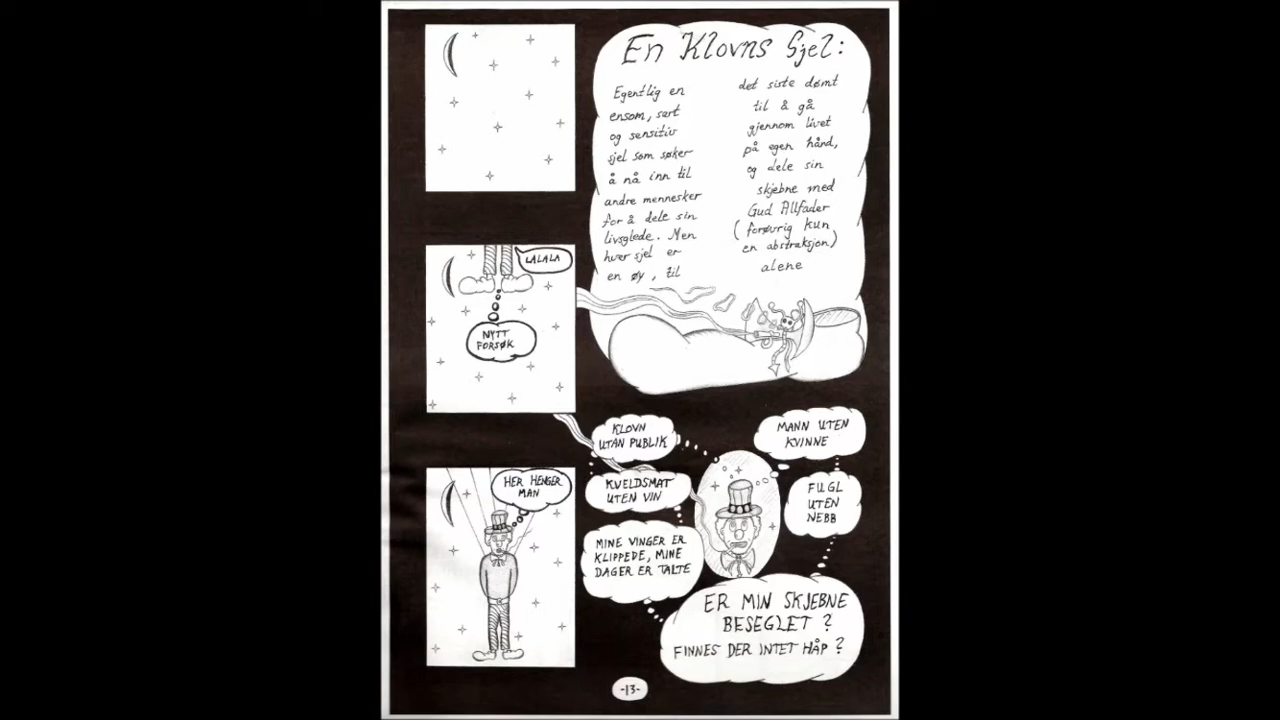 En Klovns Sjel:
Egentlig en
ensom, sart
og sensitiv
sjel som søker
å nå inn til
andre mennesker
for å dele sin
livsglede. Men
hver sjel er
en øy, til
det siste dømt
til å gå
gjennom livet
på egen hånd,
og dele sin
skjebne med
Gud Allfader
(forøvrig kun
en abstraksjon)
alene
LALALA
NYTT
FORSØK
HER HENGER
MAN
KLOVN
UTAN PUBLIK
KVELDSMAT
UTEN VIN
MINE VINGER ER
KLIPPEDE, MINE
DAGER ER TALTE
MANN UTEN
KVINNE
FUGL
UTEN
NEBB
ER MIN SKJEBNE
BESEGLET ?
FINNES DER INTET HÅP ?
-13-